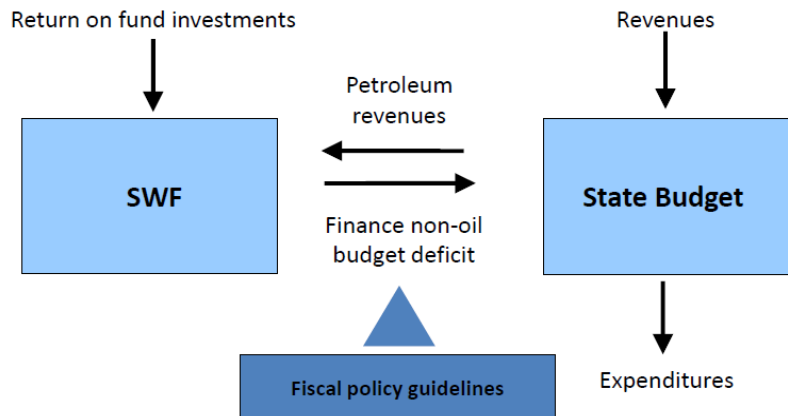 Return on fund investments
Revenues
Petroleum
revenues
SWF
State Budget
Finance non-oil
budget deficit
Fiscal policy guidelines
Expenditures